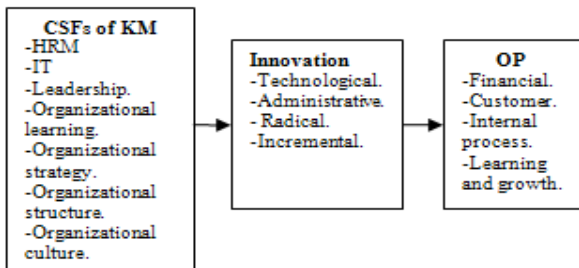 CSFs of KM
-HRM
-IT
-Leadership.
-Organizational
learning.
-Organizational
strategy.
-Organizational
structure.
-Organizational
culture.
Innovation
-Technological.
-Administrative.
- Radical.
-Incremental.
OP
-Financial.
-Customer.
-Internal
process.
-Learning
and growth.